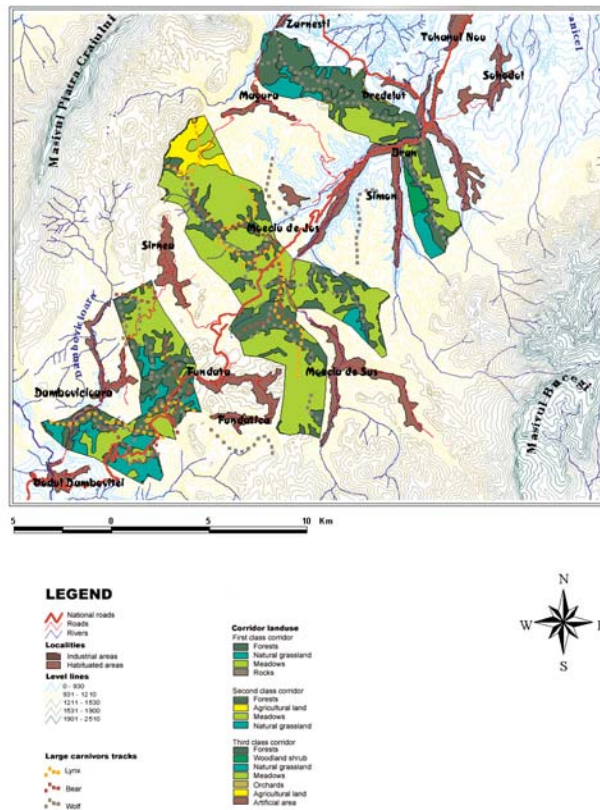 Zarnesti
Tohanul Nou
Sohodol
Masivul Piatra Craiului
Magura
Predelut
Bran
Simon
Moeciu de Jos
Sirnea
Dambovicioara
Fundata
Moeciu de Sus
Dambovicioara
Fundatica
Masivul Bucegi
Podul Dambovitei
5 0 5 10 Km
LEGEND
National roads
Roads
Rivers
Localities
Industrial areas
Habituated areas
Level lines
0 - 930
931 - 1210
1211 - 1530
1531 - 1900
1901 - 2510
Large carnivors tracks
Lynx
Bear
Wolf
Corridor landuse
First class corridor
Forests
Natural grassland
Meadows
Rocks
Second class corridor
Forests
Agricultural land
Meadows
Natural grassland
Third class corridor
Forests
Woodland shrub
Natural grassland
Meadows
Orchards
Agricultural land
Artificial area
N
W
S